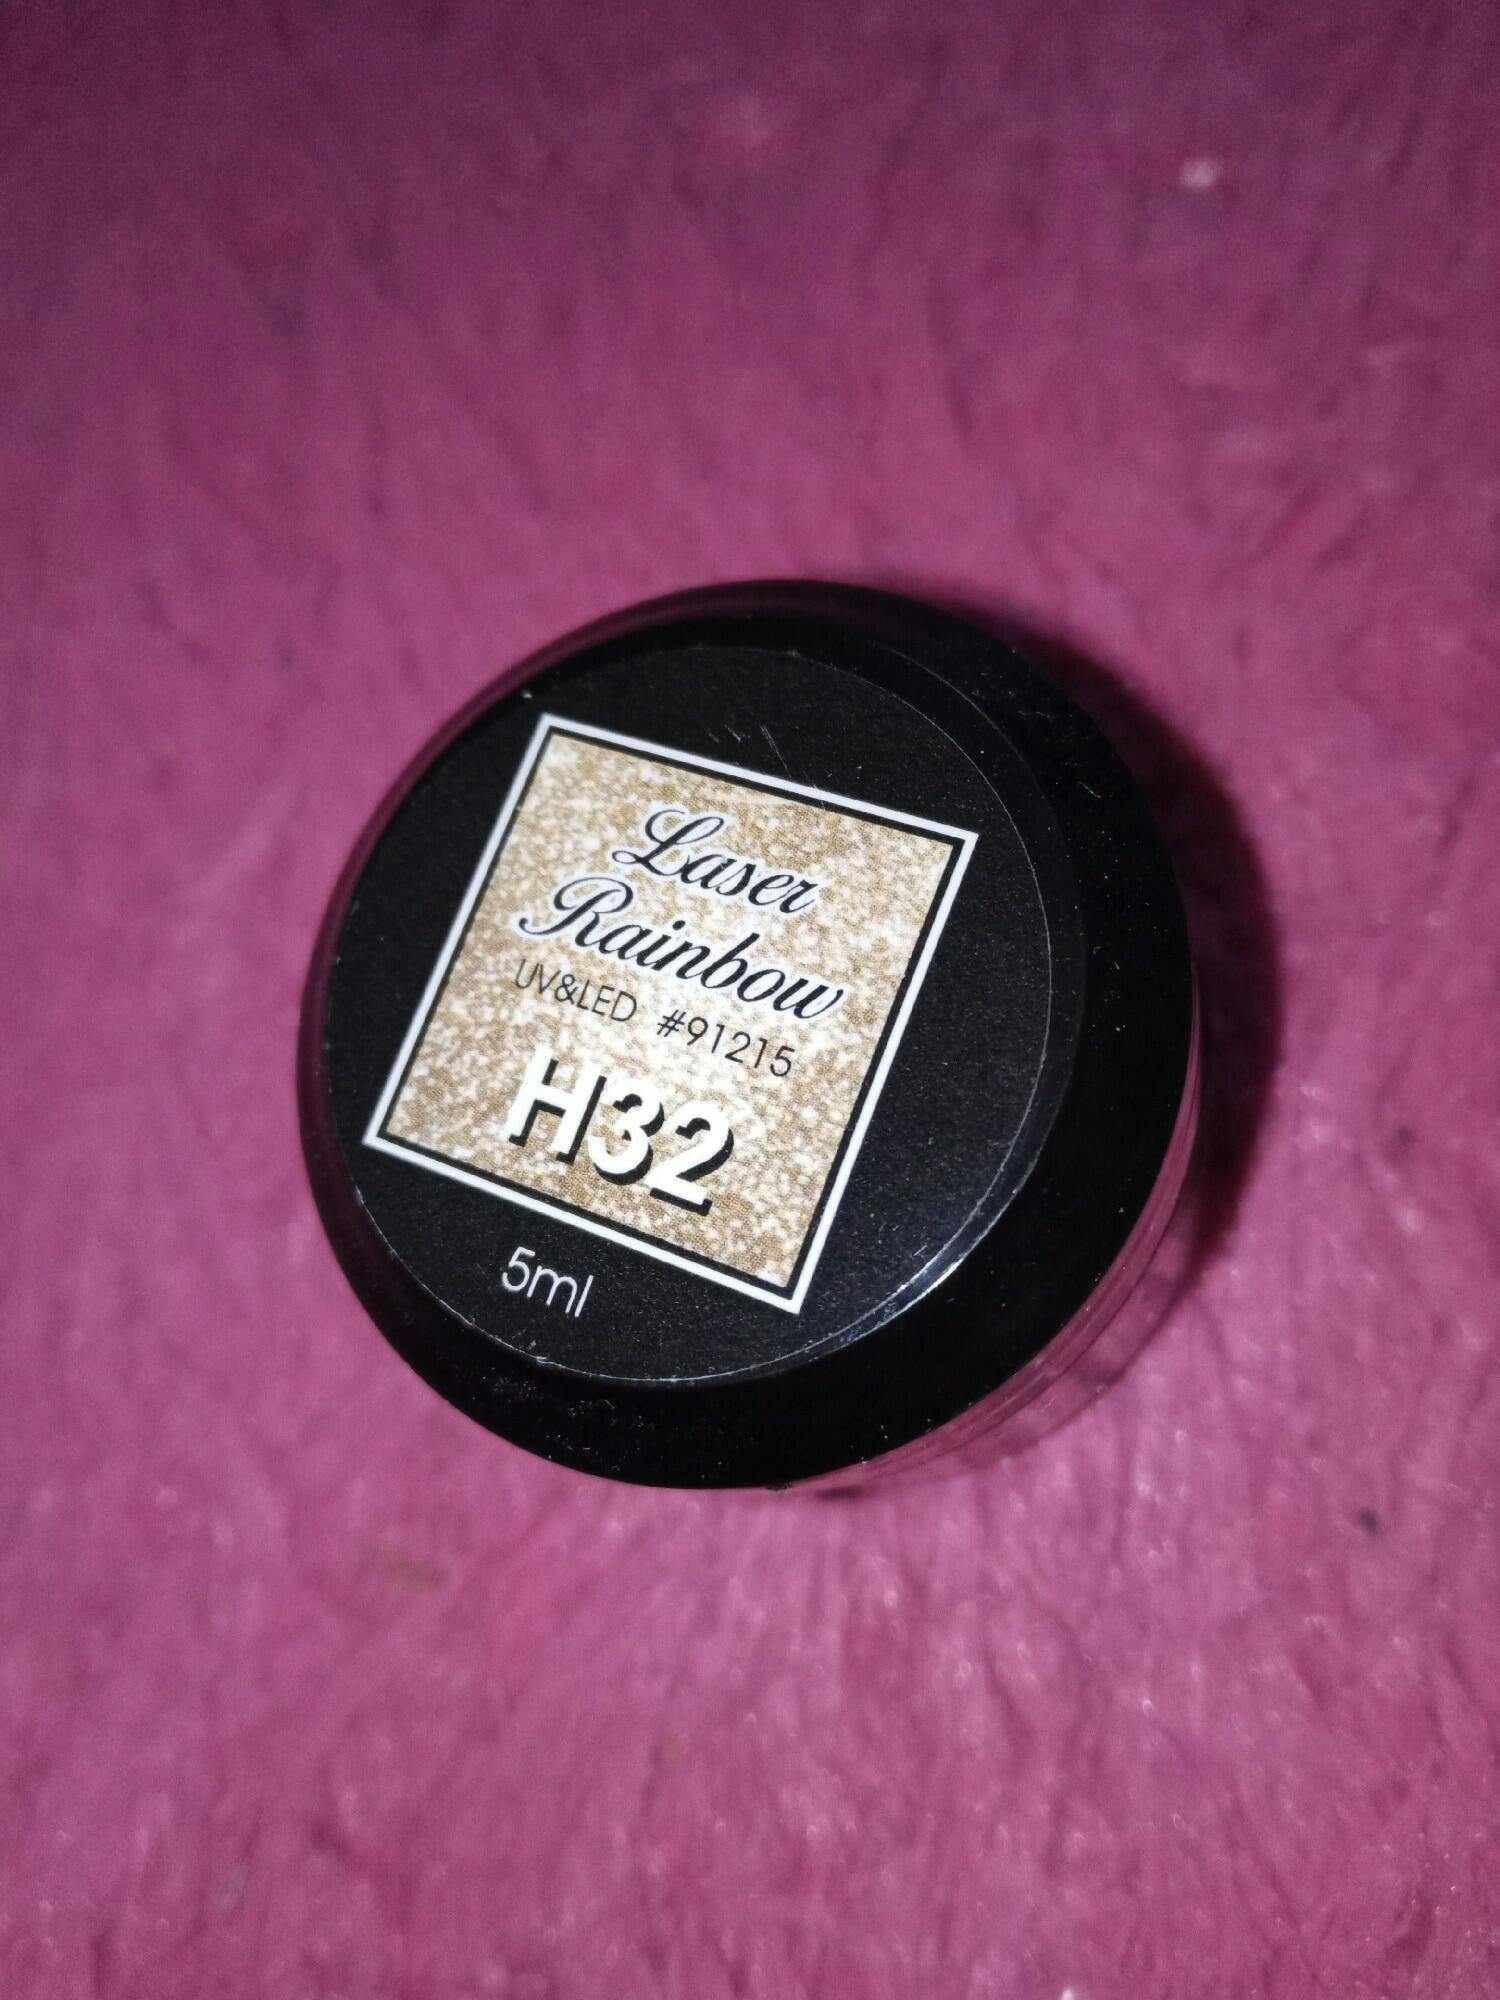 Laser
Rainbow
UV&LED #91215
H32
5ml